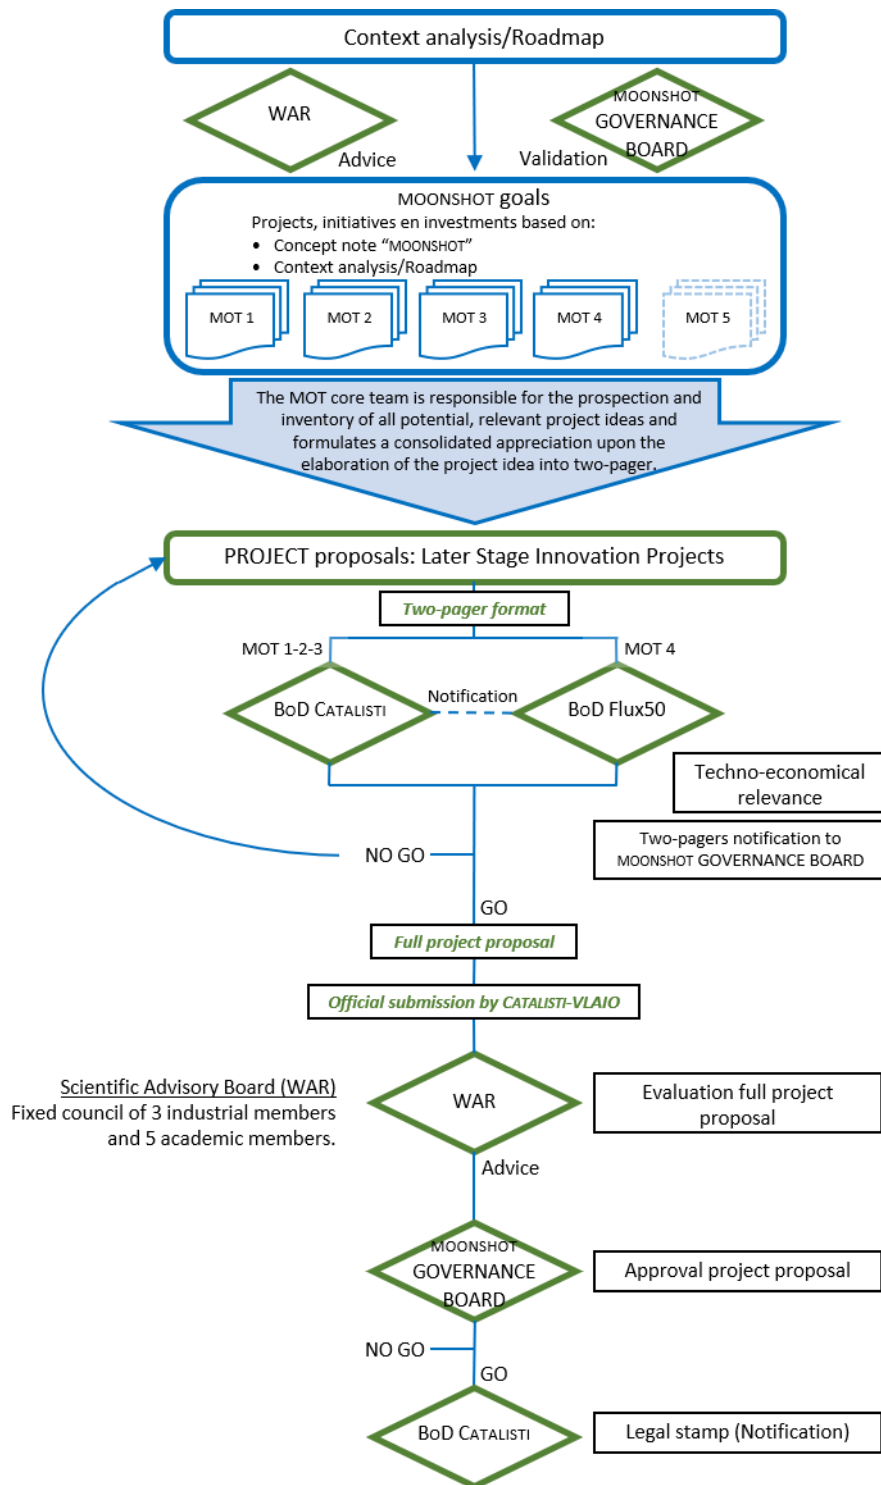 Context analysis/Roadmap
WAR
Advice
MOONSHOT
GOVERNANCE
BOARD
Validation
MOONSHOT goals
Projects, initiatives en investments based on:
• Concept note “MOONSHOT”
• Context analysis/Roadmap
MOT 1
MOT 2
MOT 3
MOT 4
MOT 5
The MOT core team is responsible for the prospection and
inventory of all potential, relevant project ideas and
formulates a consolidated appreciation upon the
elaboration of the project idea into two-pager.
PROJECT proposals: Later Stage Innovation Projects
Two-pager format
MOT 1-2-3
MOT 4
BOD CATALISTI
Notification
BOD Flux50
Techno-economical
relevance
Two-pagers notification to
MOONSHOT GOVERNANCE BOARD
NO GO
GO
Full project proposal
Official submission by CATALISTI-VLAIO
Scientific Advisory Board (WAR)
Fixed council of 3 industrial members
and 5 academic members.
WAR
Evaluation full project
proposal
Advice
MOONSHOT
GOVERNANCE
BOARD
Approval project proposal
NO GO
GO
BOD CATALISTI
Legal stamp (Notification)